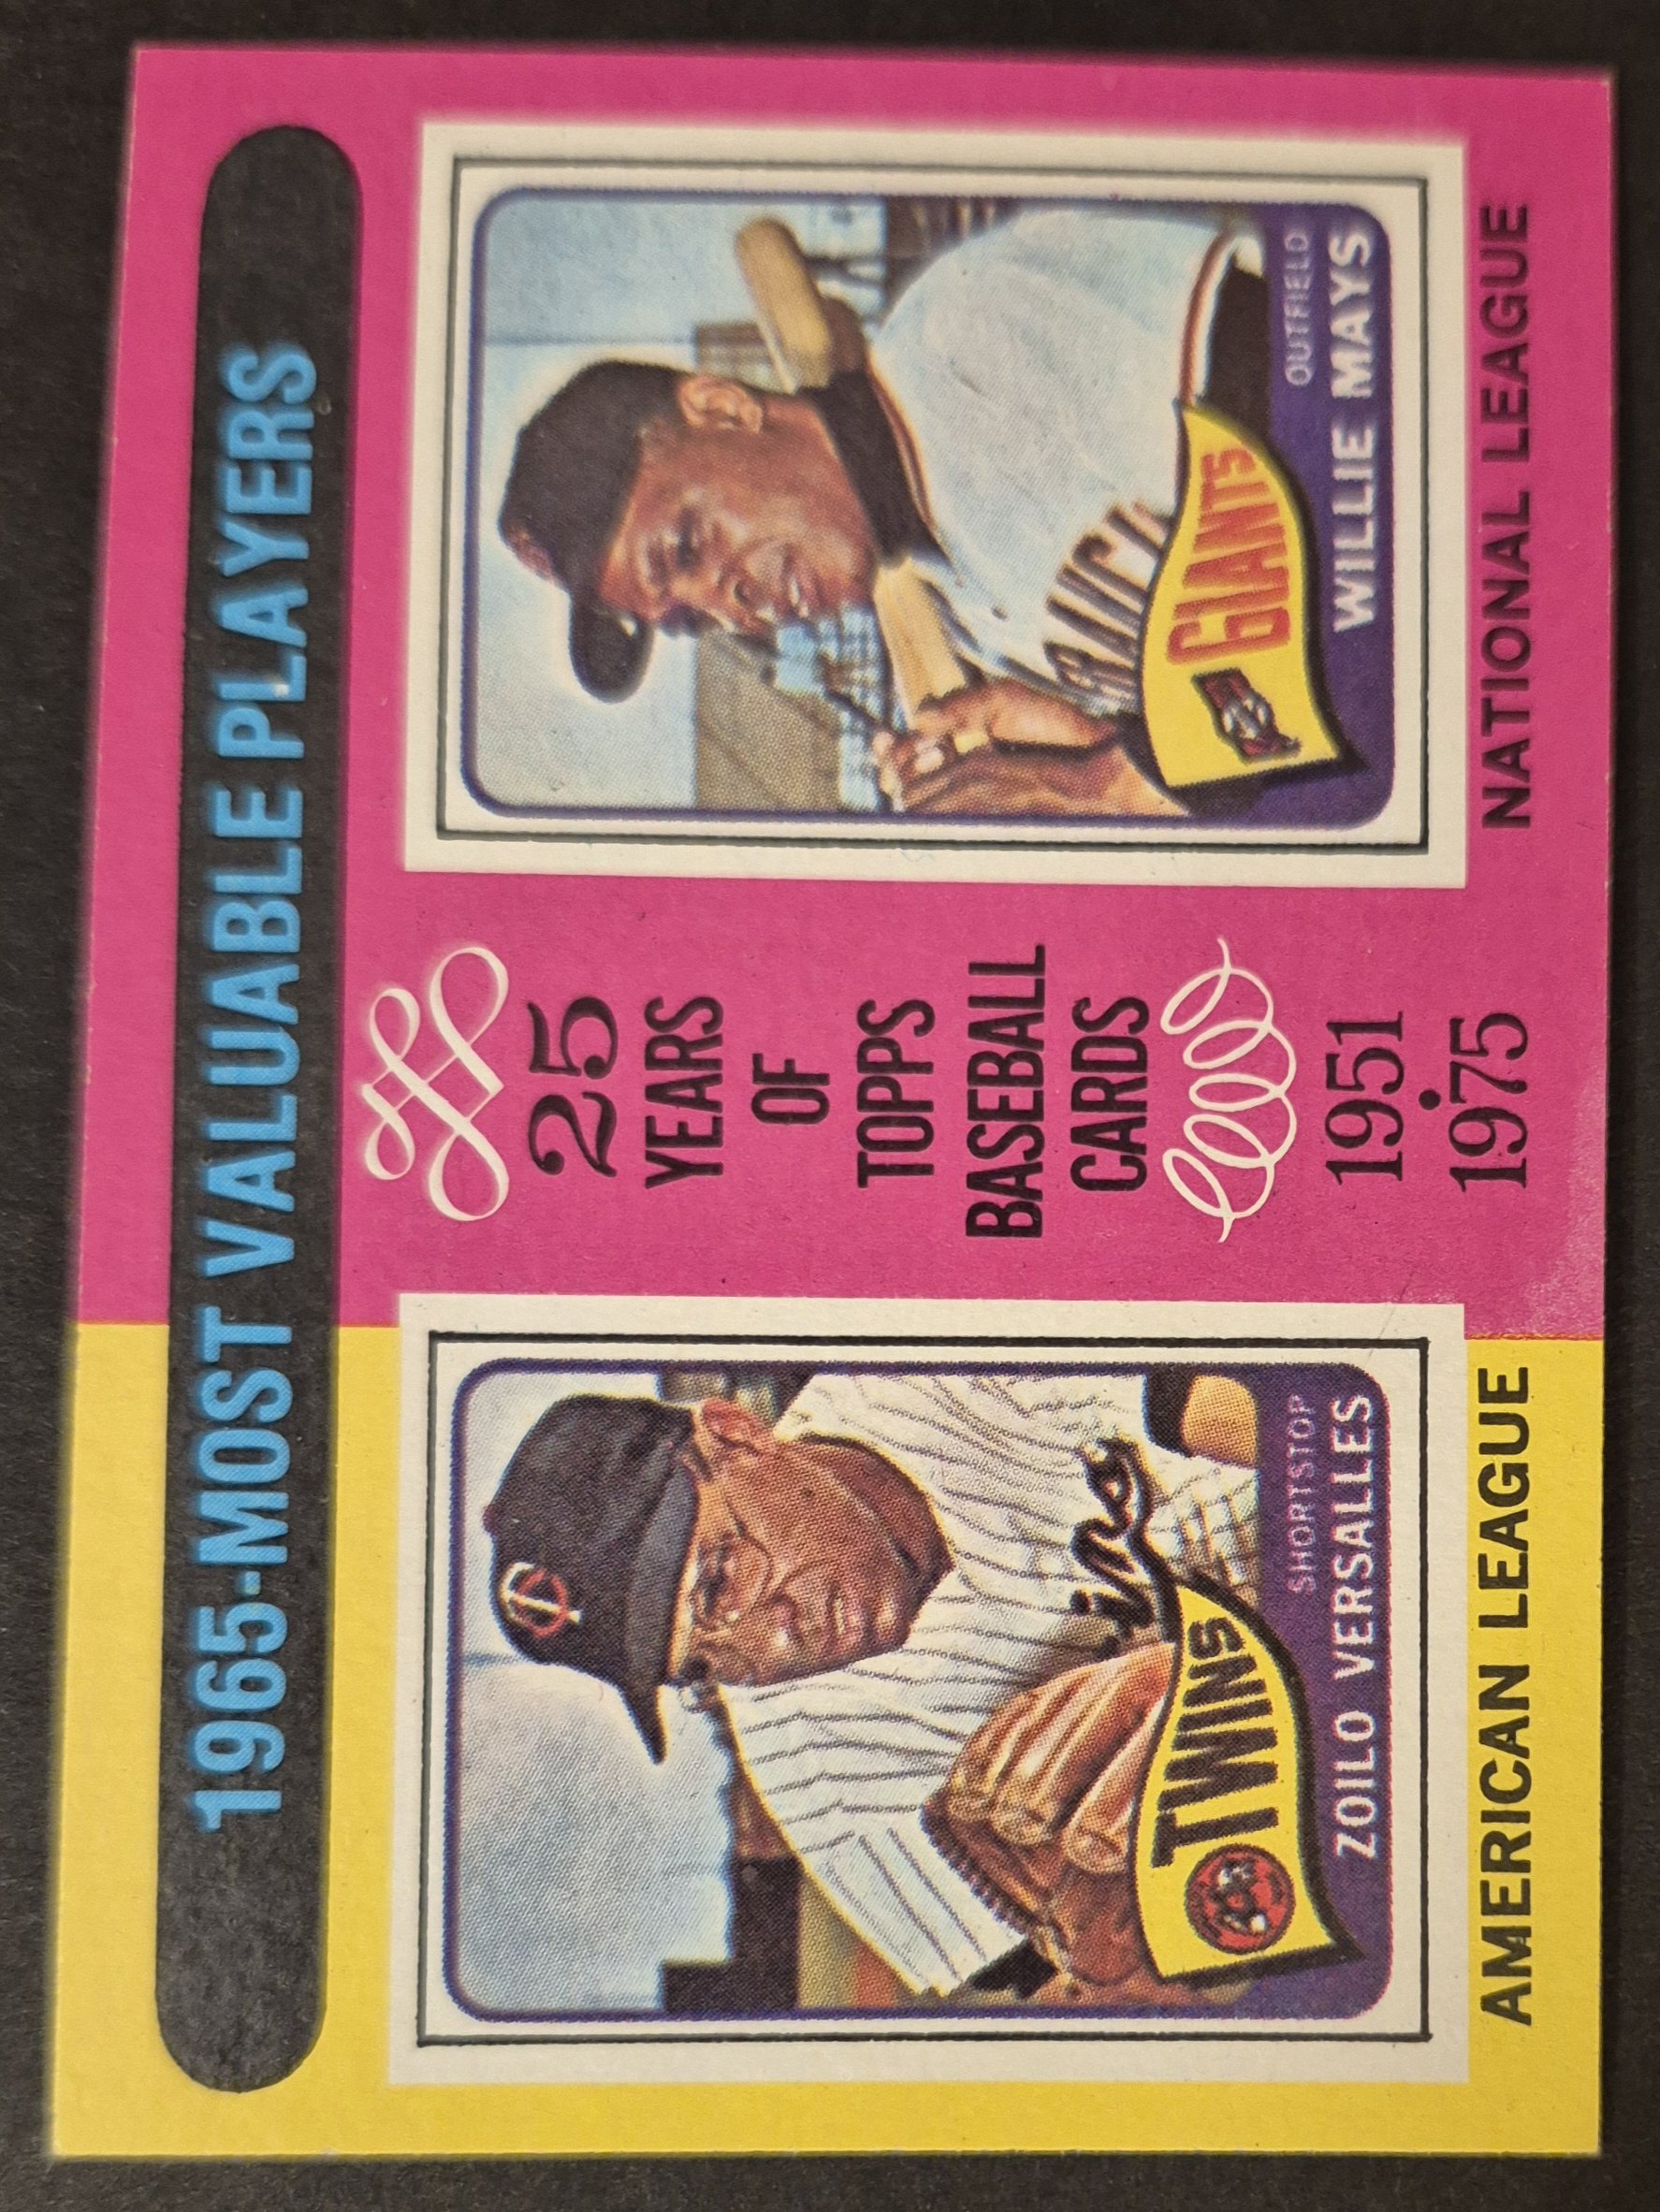 1965-MOST VALUABLE PLAYERS
TWINS
SHORTSTOP
ZOILO VERSALLES
AMERICAN LEAGUE
25
YEARS
OF
TOPPS
BASEBALL
CARDS
1951
•
1975
GIANTS
OUTFIELD
WILLIE MAYS
NATIONAL LEAGUE